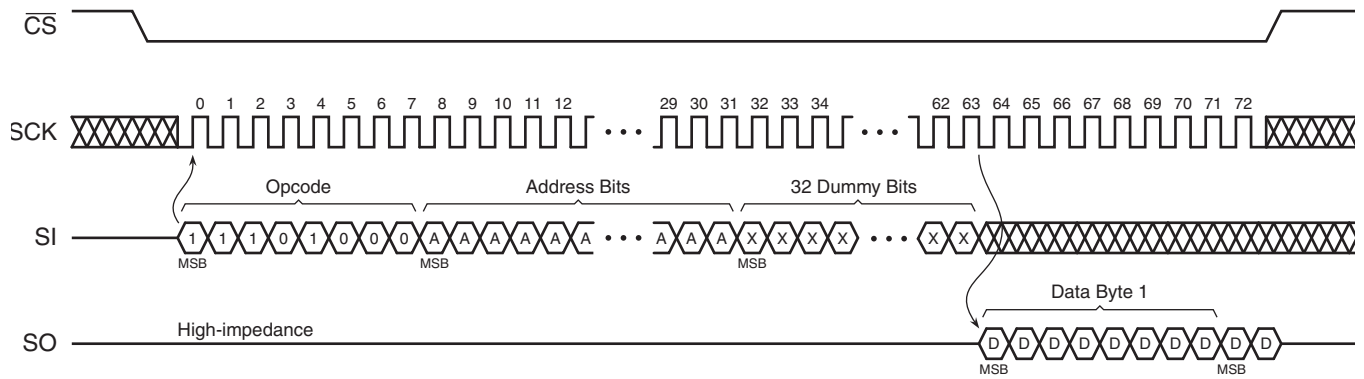 CS
0 1 2 3 4 5 6 7 8 9 10 11 12 29 30 31 32 33 34 62 63 64 65 66 67 68 69 70 71 72
SCK
Opcode Address Bits 32 Dummy Bits
SI 1 1 1 0 1 0 0 0 A A A A A A A A A X X X X X X
MSB MSB MSB
Data Byte 1
High-impedance
SO D D D D D D D D D D
MSB MSB